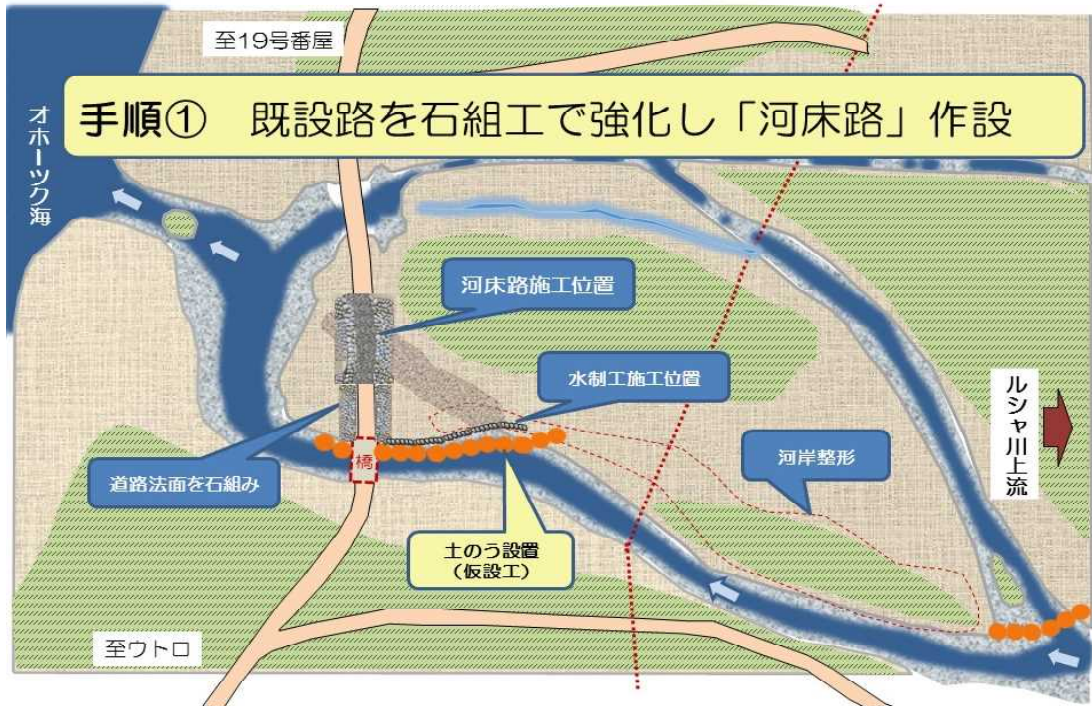 至19号番屋
手順① 既設路を石組工で強化し「河床路」作設
オホーツク海
河床路施工位置
水制工施工位置
ルシャ川上流
道路法面を石組み
橋
河岸整形
土のう設置
（仮設工）
至ウトロ